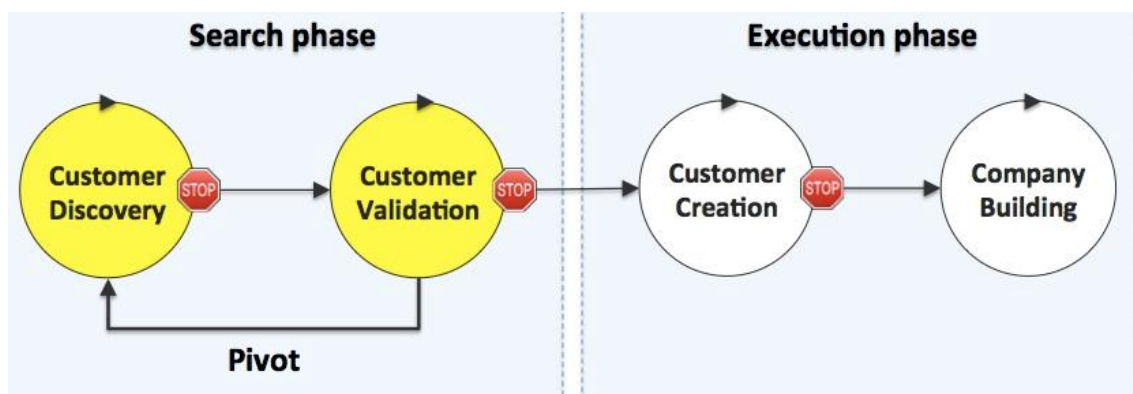 Search phase
Execution phase
Customer
Discovery
STOP
Customer
Validation
STOP
Customer
Creation
STOP
Company
Building
Pivot